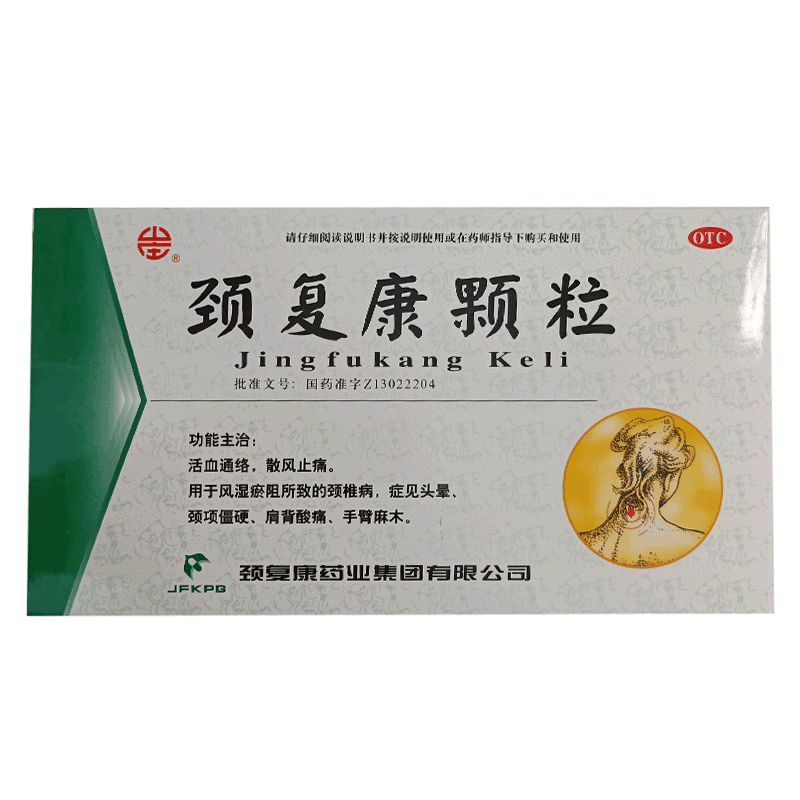 请仔细阅读说明书并按说明使用或在药师指导下购买和使用
OTC
®
颈复康颗粒
Jingfukang Keli
批准文号：国药准字Z13022204
功能主治：
活血通络，散风止痛。
用于风湿瘀阻所致的颈椎病，症见头晕、
颈项僵硬、肩背酸痛、手臂麻木。
JFKPG
颈复康药业集团有限公司